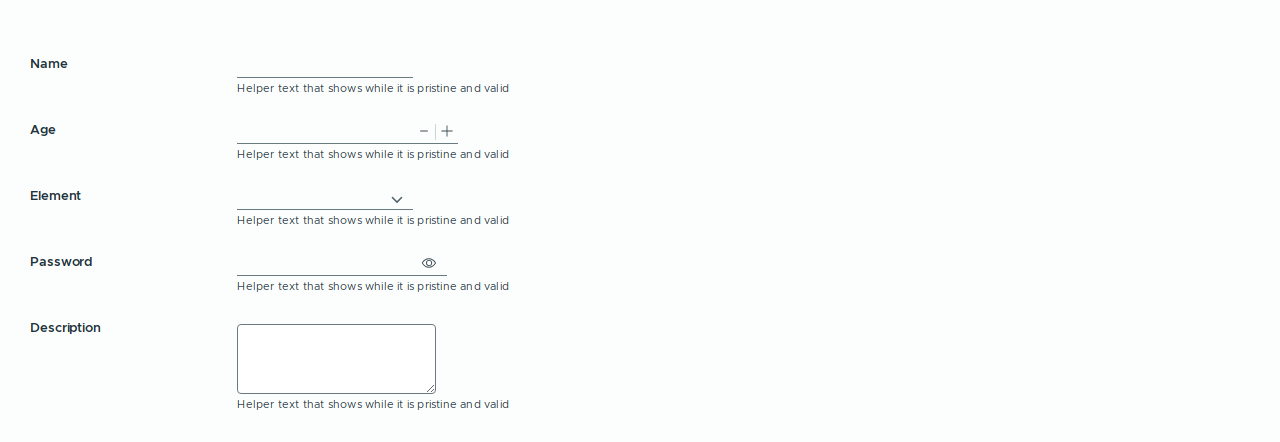 Name
Helper text that shows while it is pristine and valid
Age
Helper text that shows while it is pristine and valid
Element
Helper text that shows while it is pristine and valid
Password
Helper text that shows while it is pristine and valid
Description
Helper text that shows while it is pristine and valid